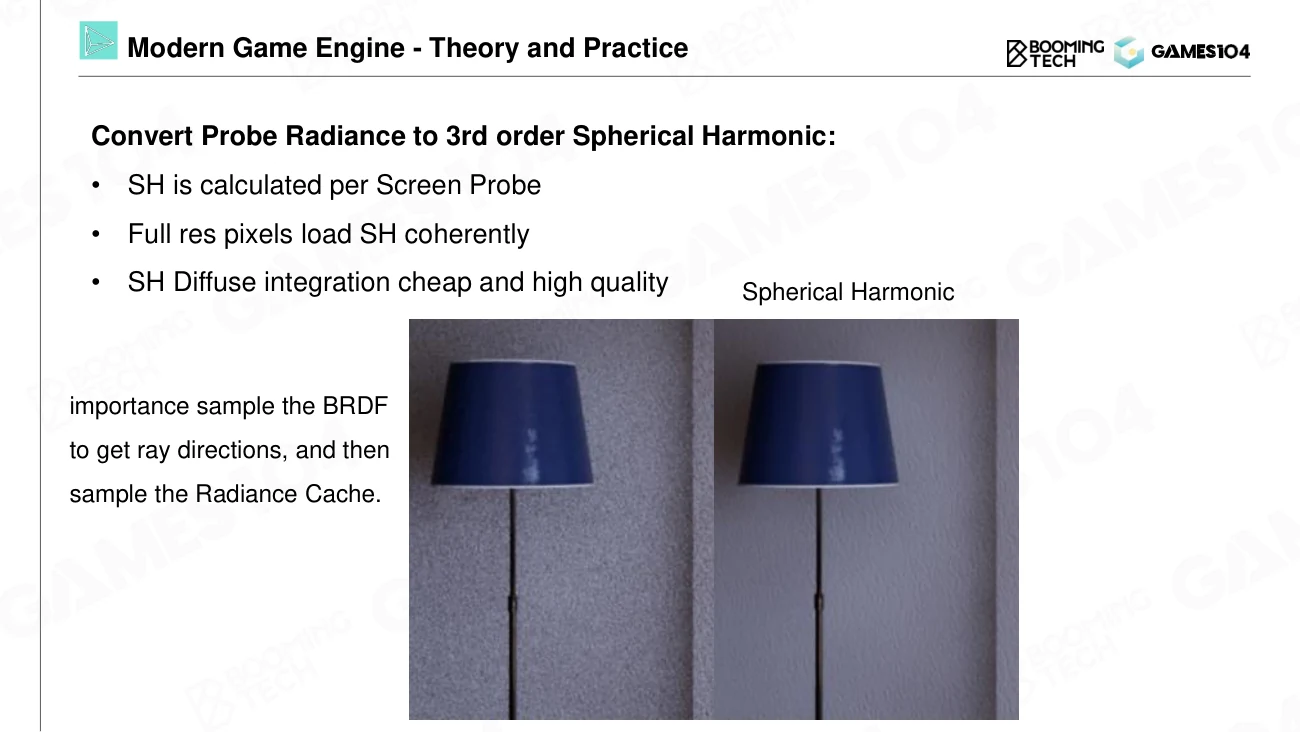 Modern Game Engine - Theory and Practice
BOOMING
TECH
GAMES104
Convert Probe Radiance to 3rd order Spherical Harmonic:
• SH is calculated per Screen Probe
• Full res pixels load SH coherently
• SH Diffuse integration cheap and high quality
Spherical Harmonic
importance sample the BRDF
to get ray directions, and then
sample the Radiance Cache.